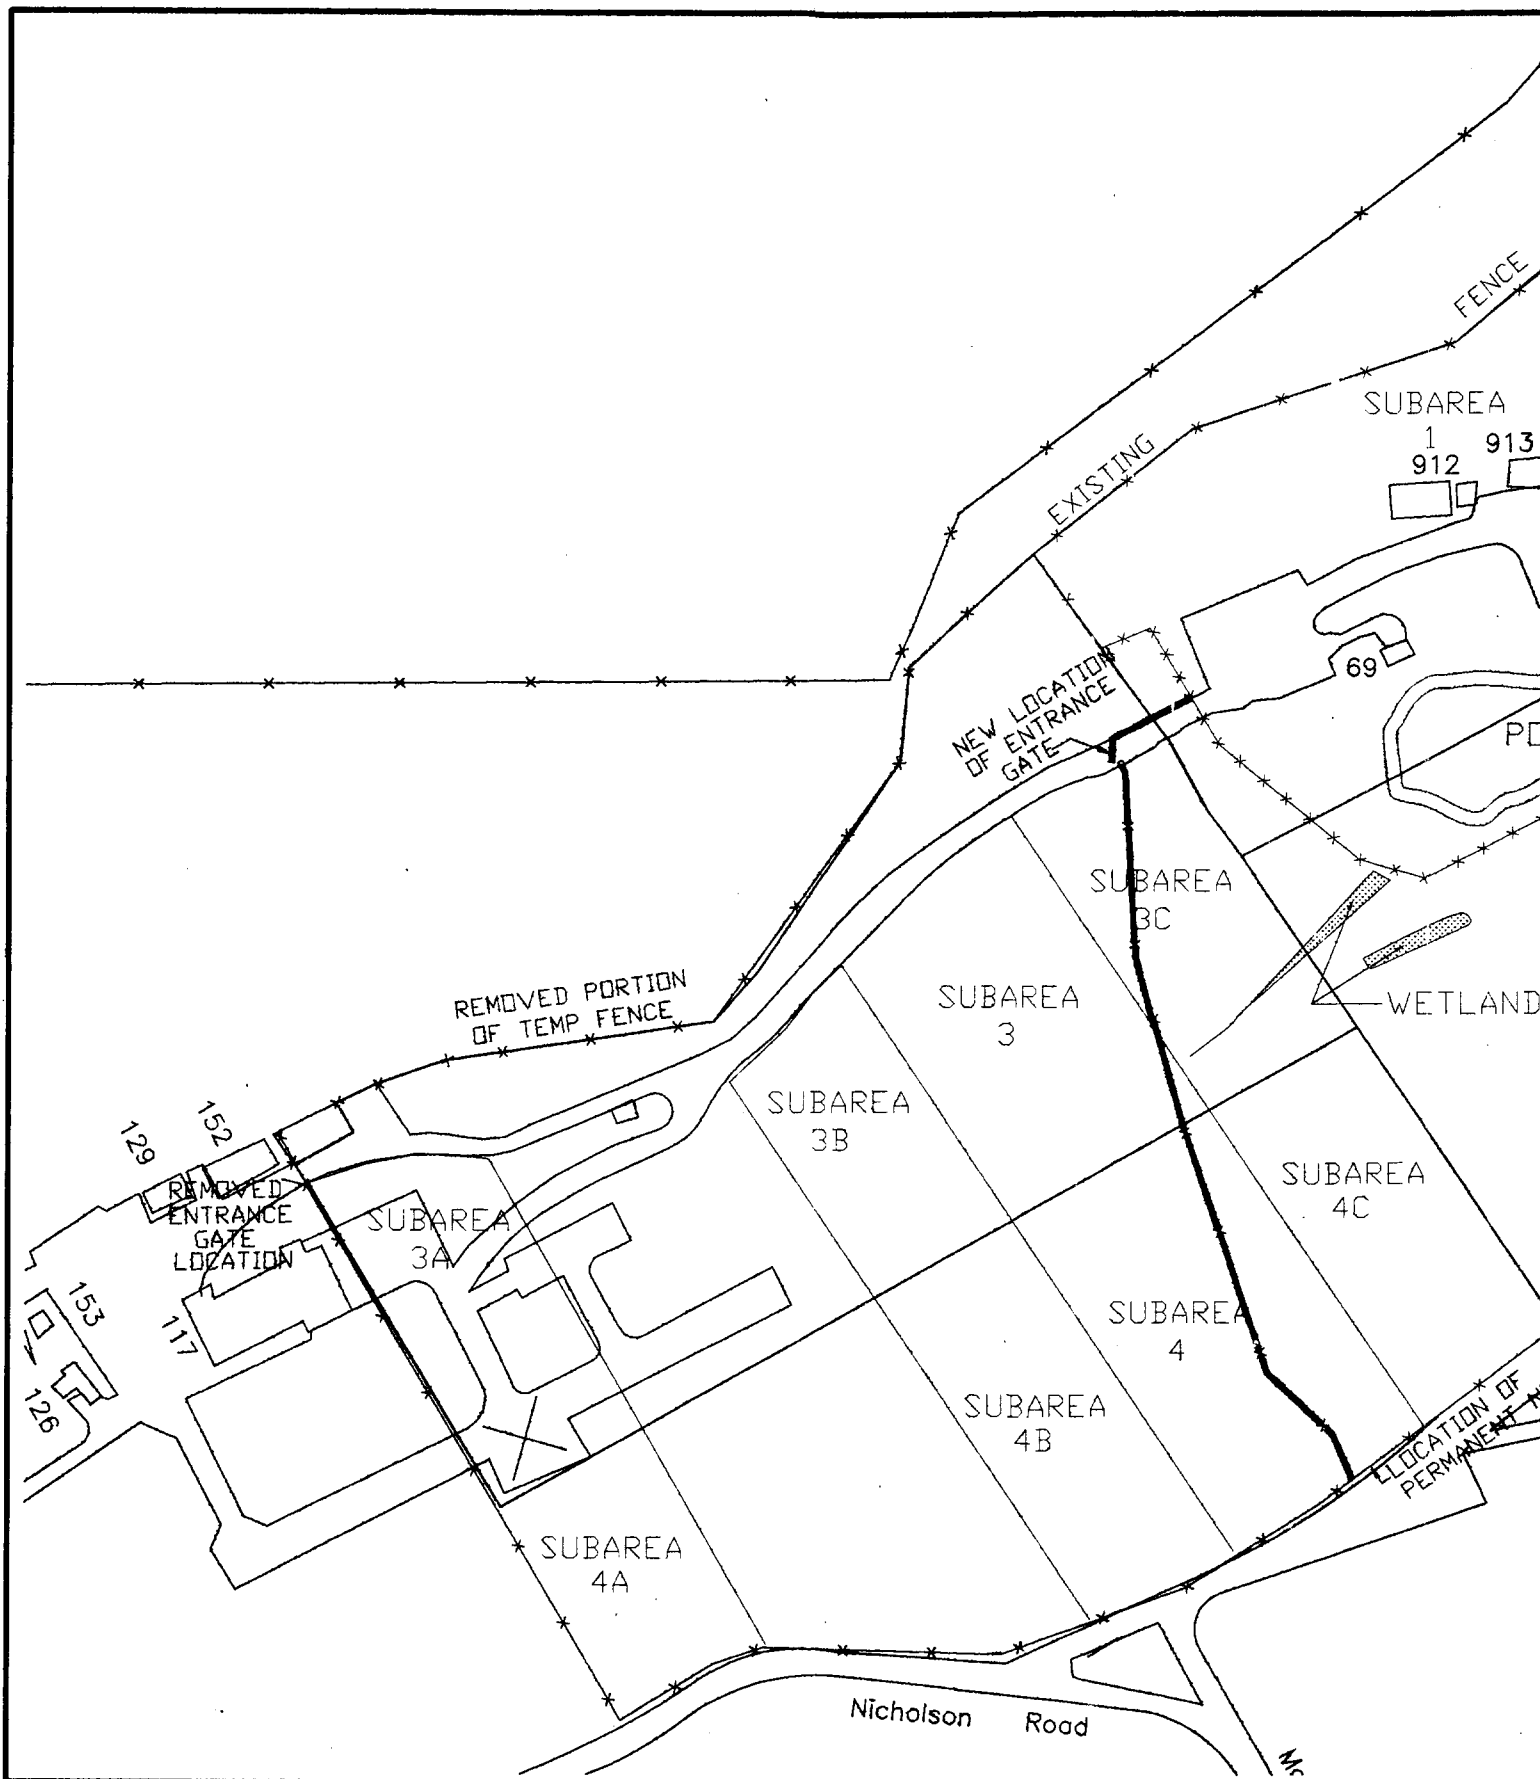 FENCE
SUBAREA
1
913
912
EXISTING
69
NEW LOCATION
OF ENTRANCE
GATE
SUBAREA
3C
WETLAND
REMOVED PORTION
OF TEMP FENCE
SUBAREA
3
SUBAREA
3B
152
129
REMOVED
ENTRANCE
GATE
LOCATION
SUBAREA
3A
SUBAREA
4C
153
117
126
SUBAREA
4
SUBAREA
4B
LOCATION OF
PERMANENT
SUBAREA
4A
Nicholson Road